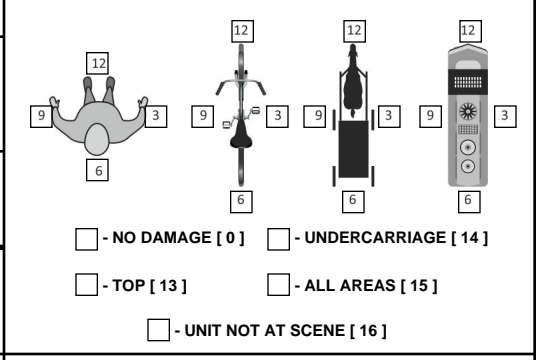 12 12 12
12
9 3 9 3 9 3 9 3
6
6 6 6
- NO DAMAGE [ 0 ] - UNDERCARRIAGE [ 14 ]
- TOP [ 13 ] - ALL AREAS [ 15 ]
- UNIT NOT AT SCENE [ 16 ]